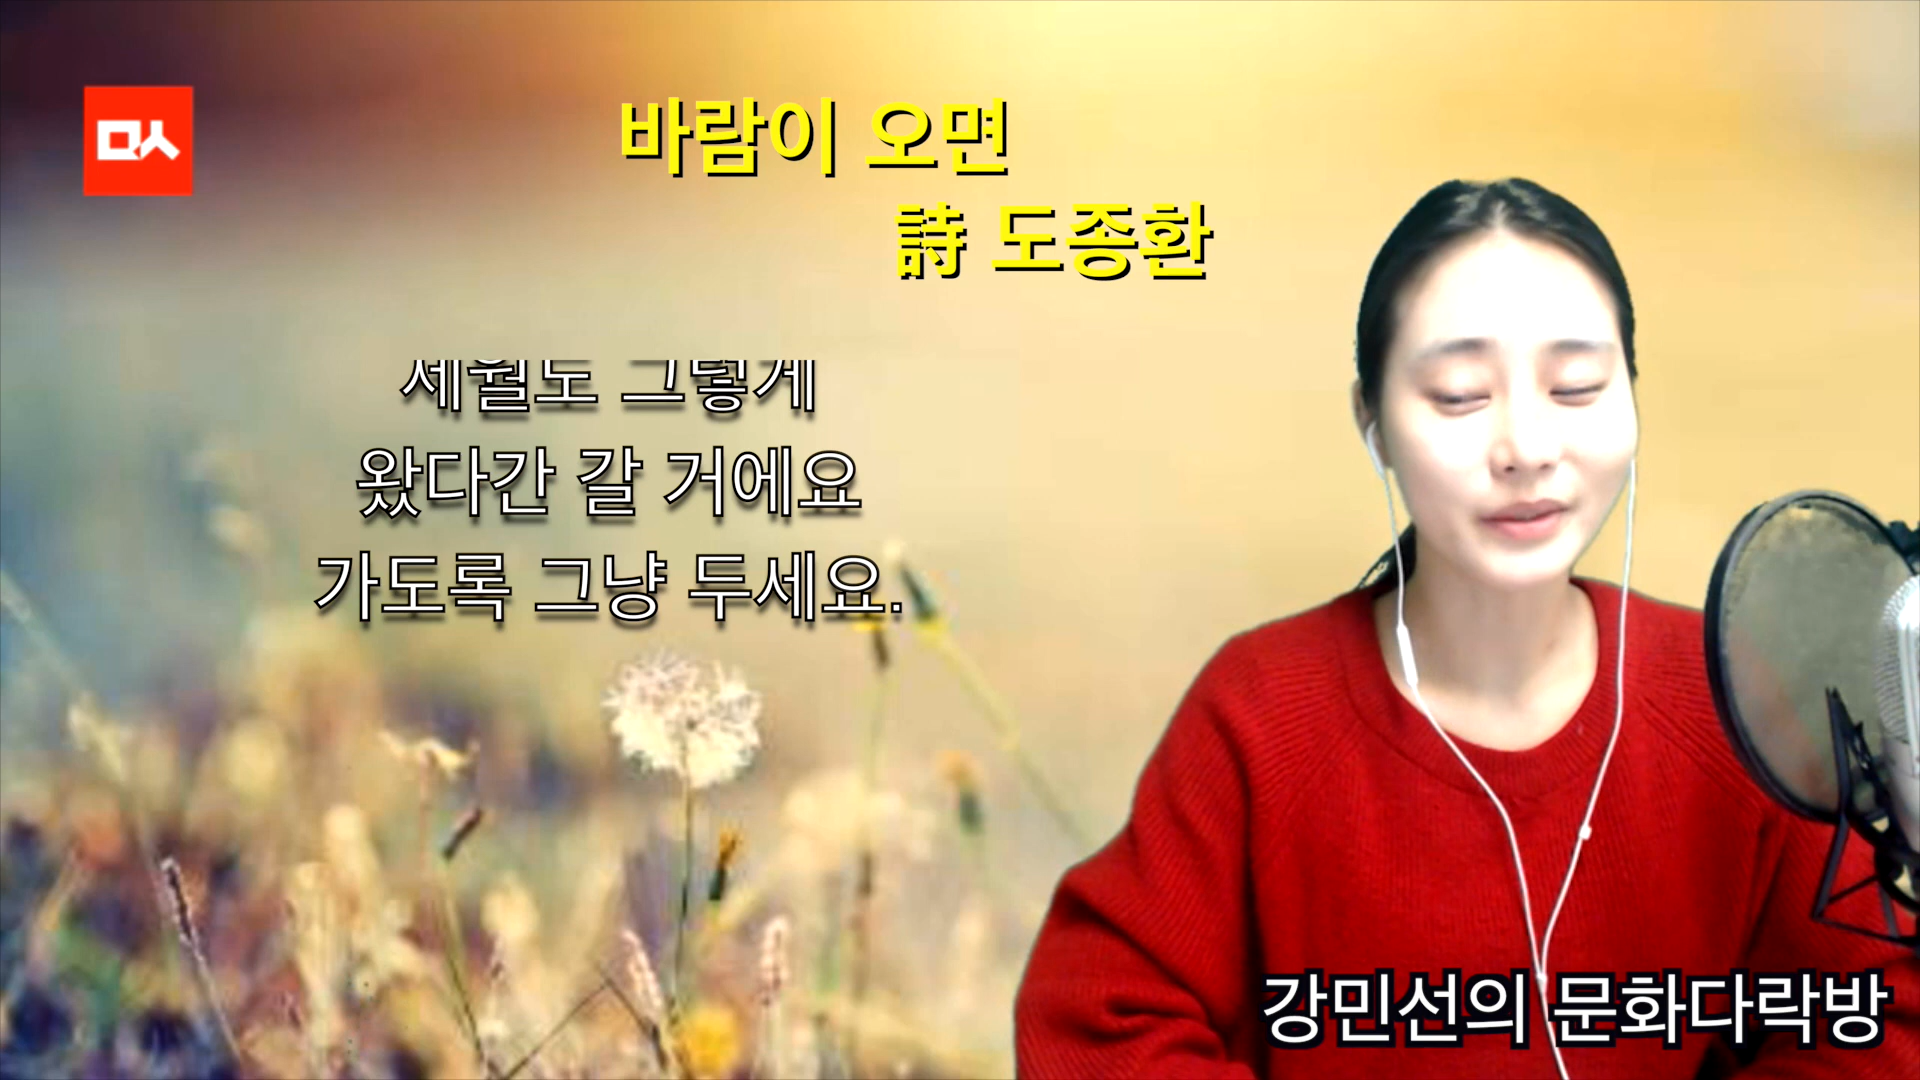 바람이 오면
詩 도종환
세월도 그렇게
왔다간 갈 거에요
가도록 그냥 두세요.
강민선의 문화다락방